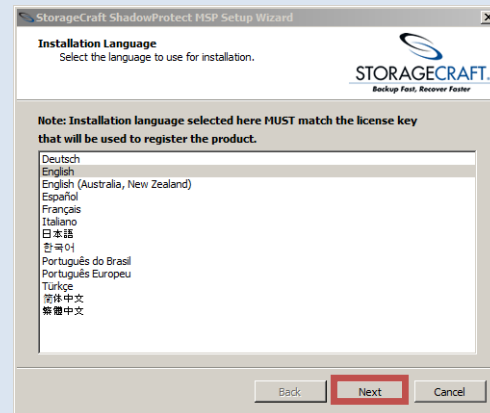 StorageCraft ShadowProtect MSP Setup Wizard
Installation Language
Select the language to use for installation.
STORAGECRAFT.
Backup Fast, Recover Faster
Note: Installation language selected here MUST match the license key
that will be used to register the product.
Deutsch
English
English (Australia, New Zealand)
Español
Français
Italiano
日本語
한국어
Português do Brasil
Português Europeu
Türkçe
简体中文
繁體中文
Back
Next
Cancel